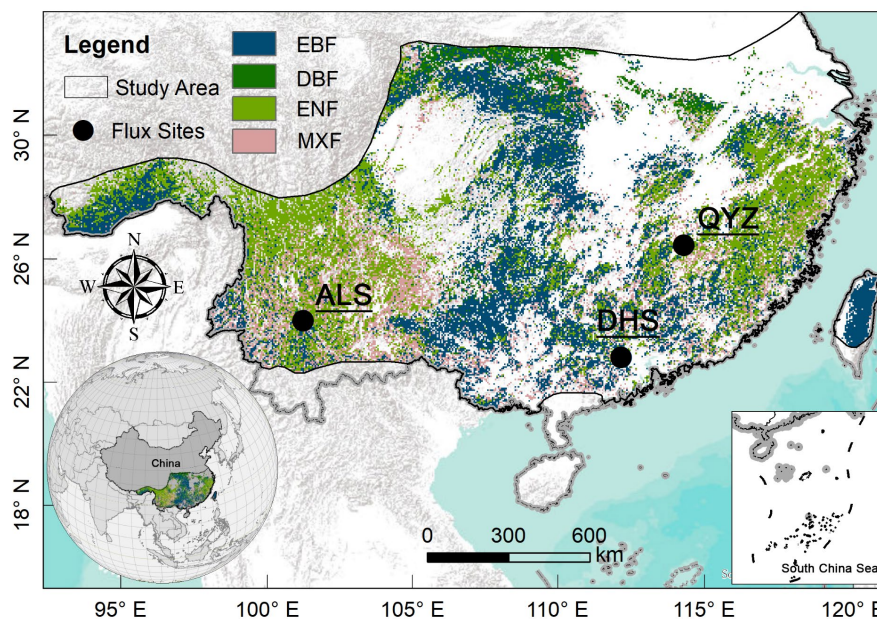 Legend
Study Area
Flux Sites
EBF
DBF
ENF
MXF
30° N
26° N
22° N
18° N
QYZ
ALS
DHS
N
W
E
S
China
0 300 600
km
South China Sea
95° E 100° E 105° E 110° E 115° E 120° E